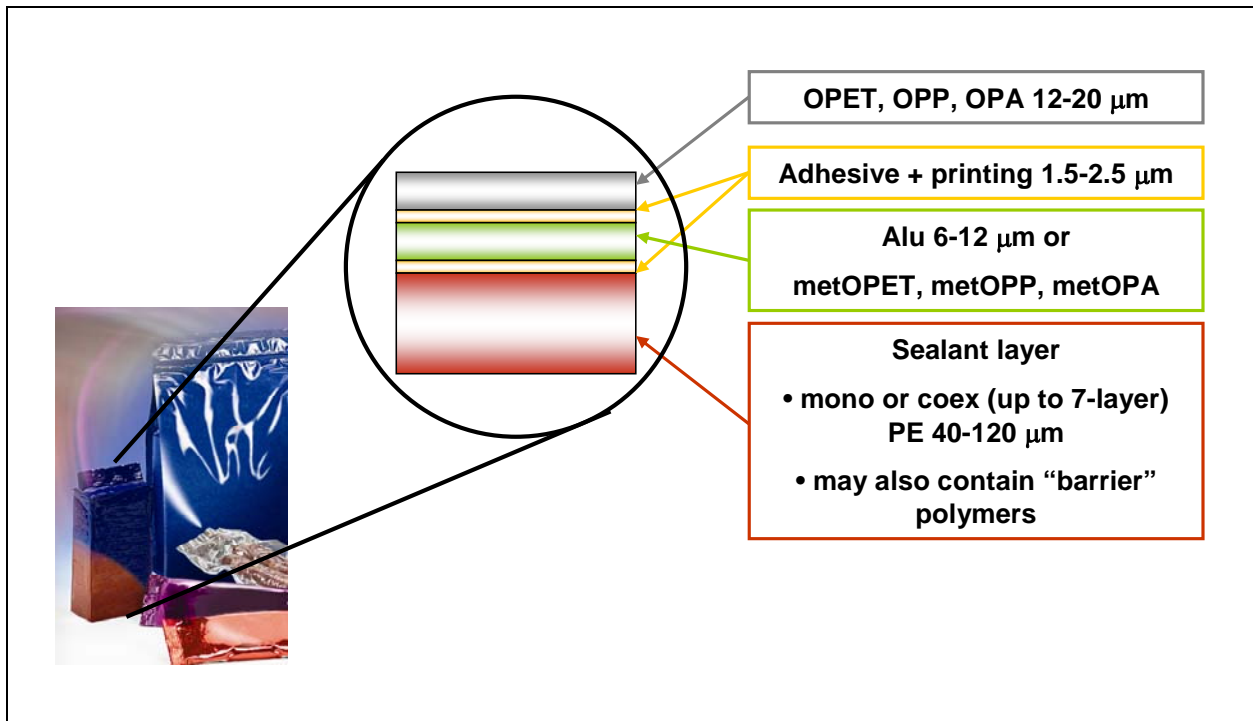 OPET, OPP, OPA 12-20 μm
Adhesive + printing 1.5-2.5 μm
Alu 6-12 μm or
metOPET, metOPP, metOPA
Sealant layer
• mono or coex (up to 7-layer)
PE 40-120 μm
• may also contain “barrier”
polymers